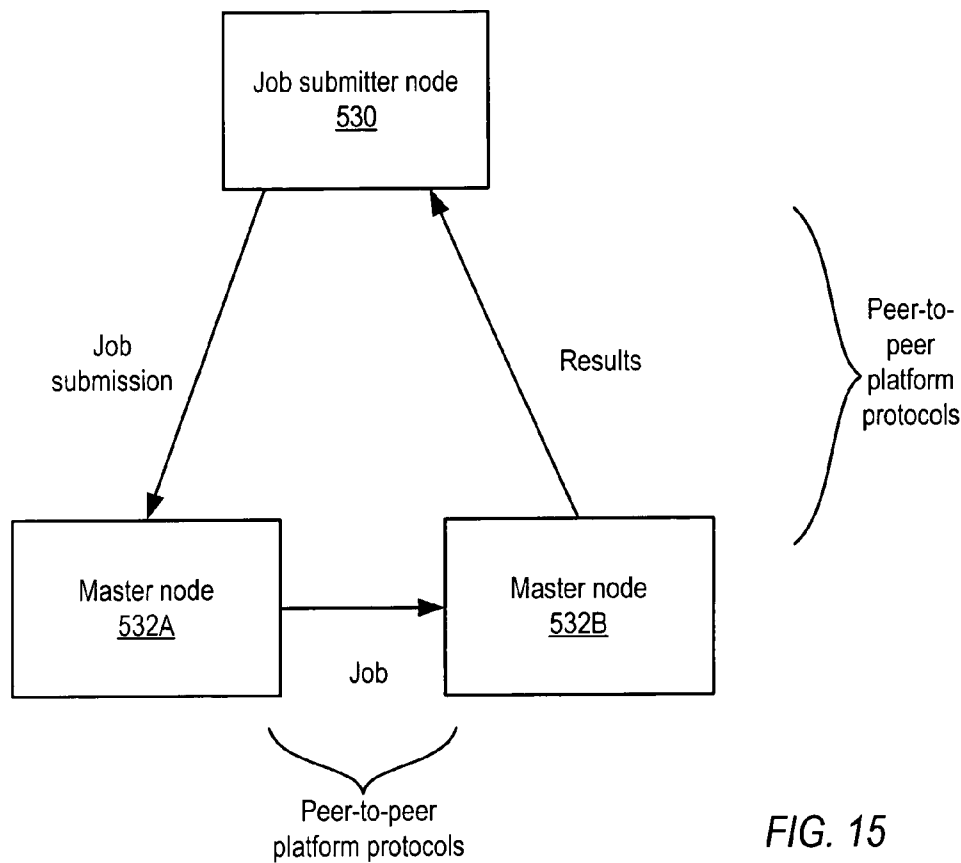 Job submitter node
530
Job
submission
Results
Peer-to-
peer
platform
protocols
Master node
532A
Job
Master node
532B
Peer-to-peer
platform protocols
FIG. 15